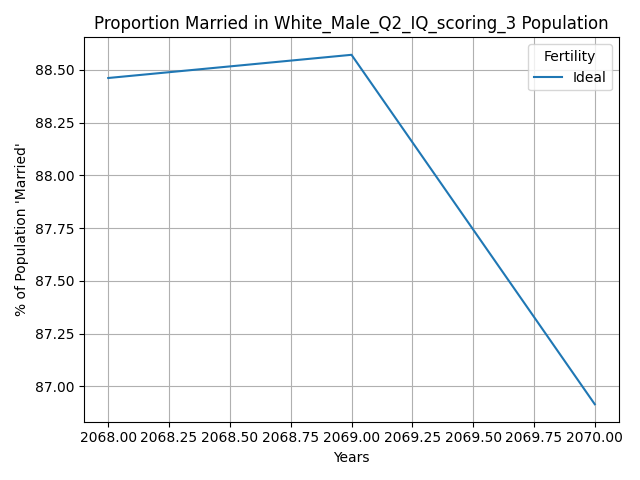 Proportion Married in White_Male_Q2_IQ_scoring_3 Population
Fertility
Ideal
% of Population 'Married'
88.50
88.25
88.00
87.75
87.50
87.25
87.00
2068.00 2068.25 2068.50 2068.75 2069.00 2069.25 2069.50 2069.75 2070.00
Years